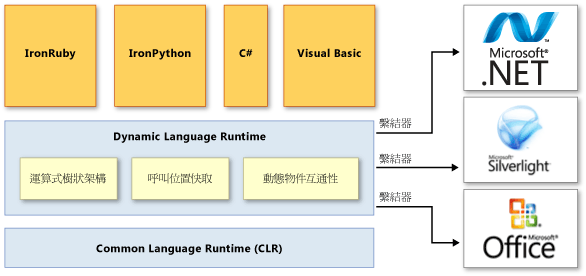 IronRuby
IronPython
C#
Visual Basic
Microsoft®
.NET
Dynamic Language Runtime
繫結器
運算式樹狀架構
呼叫位置快取
動態物件互通性
繫結器
Microsoft®
Silverlight™
繫結器
Common Language Runtime (CLR)
Microsoft®
Office